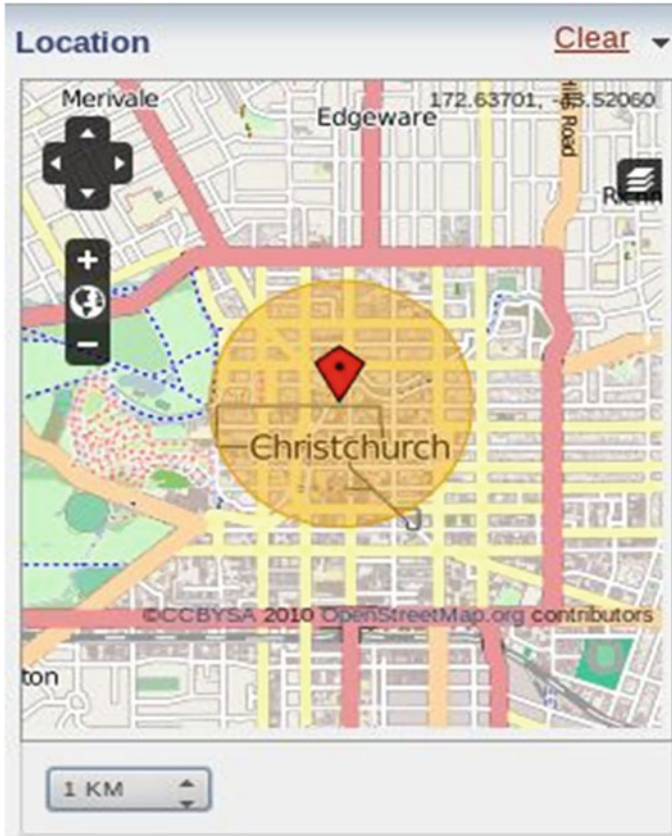 Location
Clear
Merivale
172.63701, -43.52060
Edgeware
Road
Christchurch
©CCBYSA 2010 OpenStreetMap.org contributors
ton
1 KM